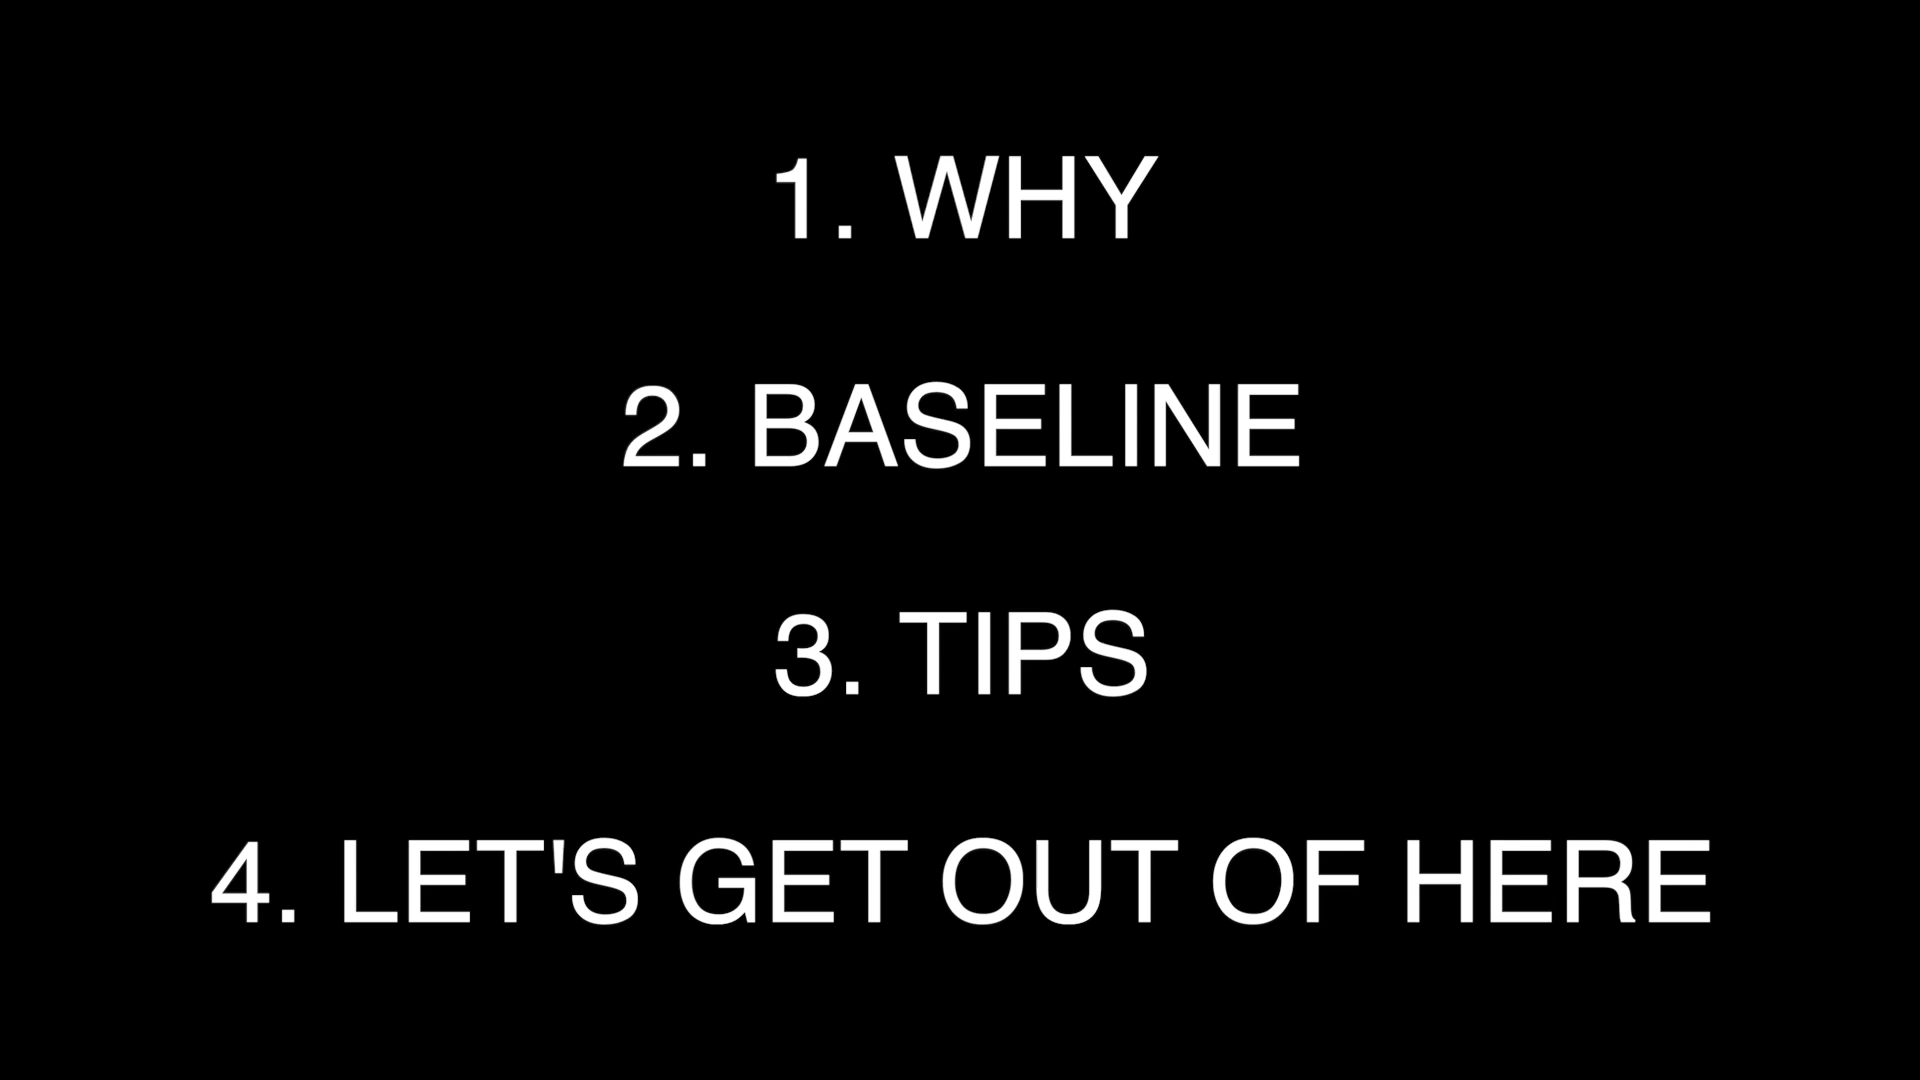 1. WHY
2. BASELINE
3. TIPS
4. LET'S GET OUT OF HERE